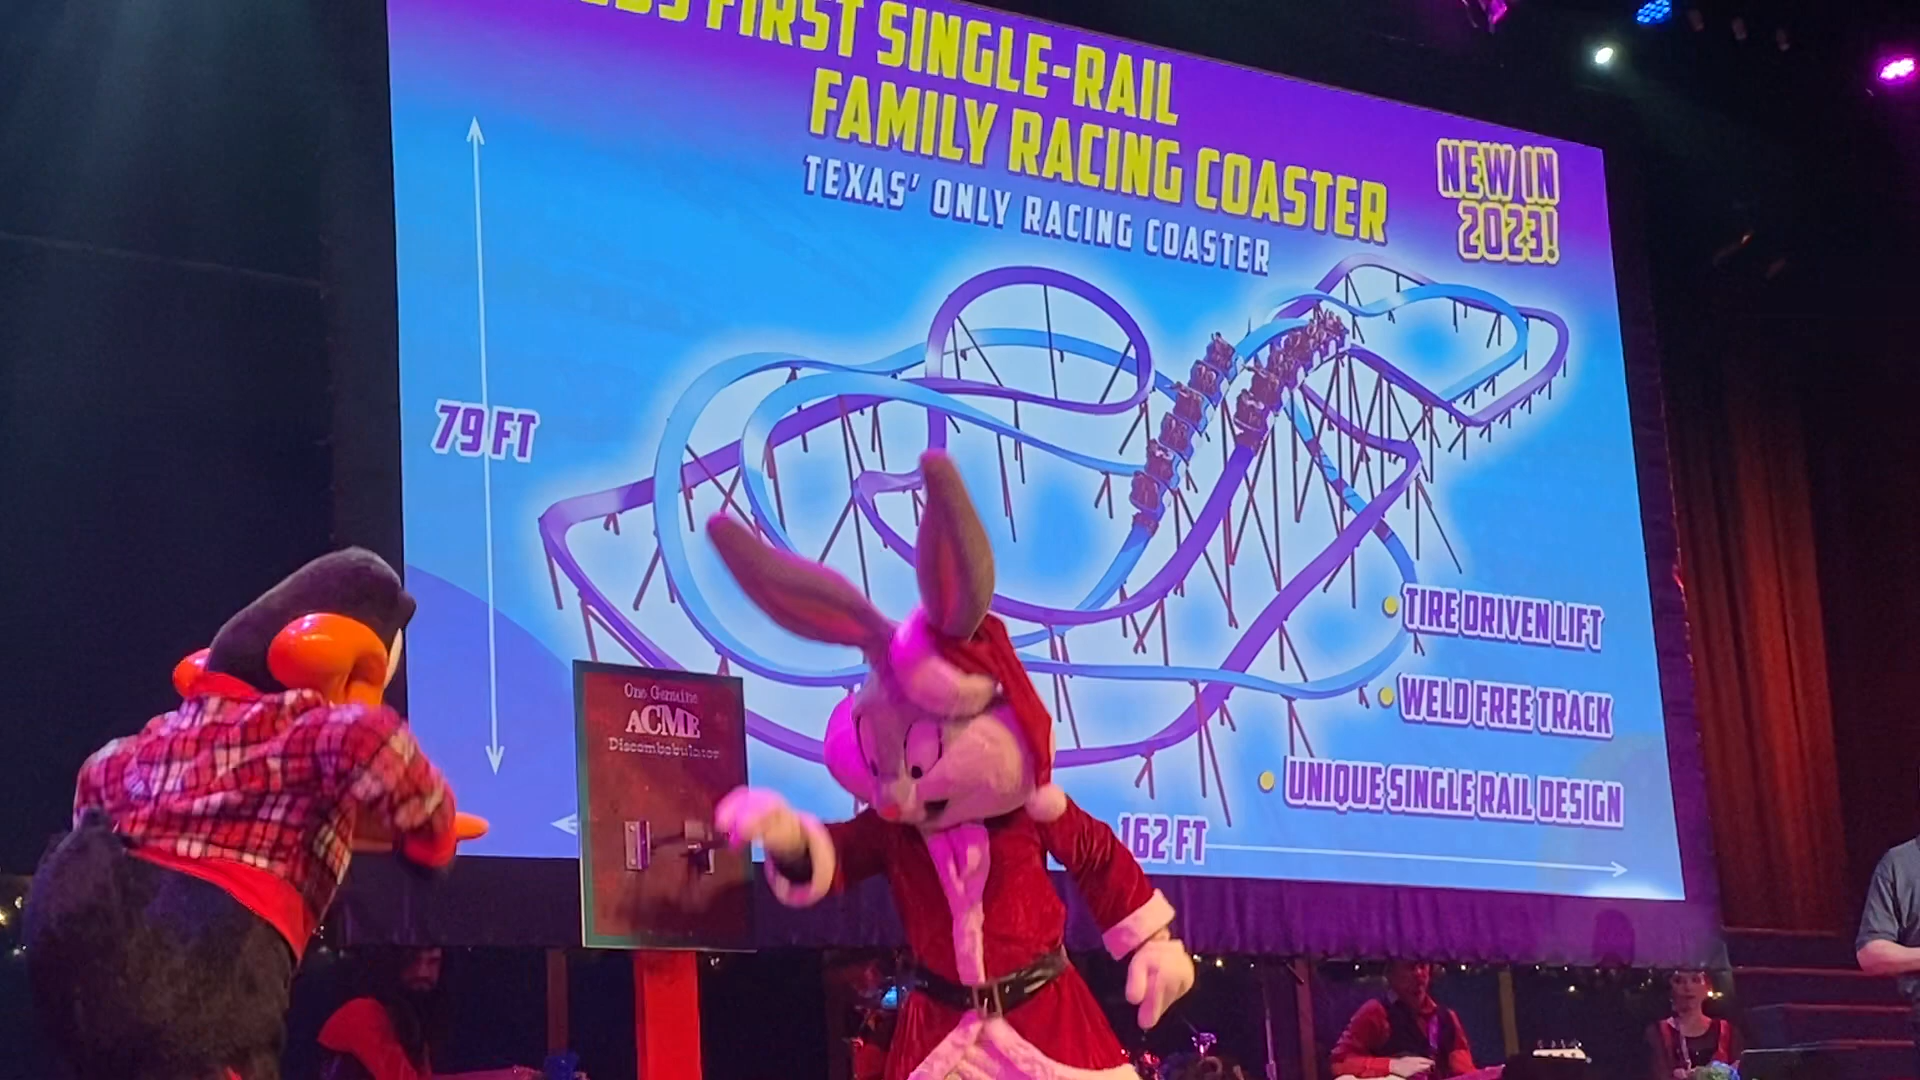 FIRST SINGLE-RAIL
FAMILY RACING COASTER
TEXAS' ONLY RACING COASTER
NEW IN
2023!
79 FT
TIRE DRIVEN LIFT
WELD FREE TRACK
UNIQUE SINGLE RAIL DESIGN
162 FT
One Genuine
ACME
Discombobulator